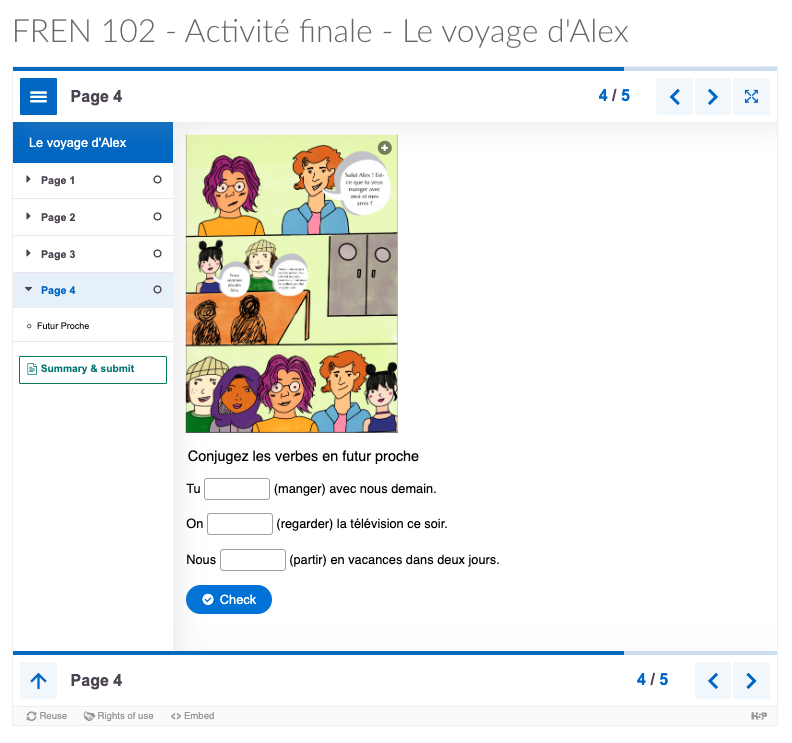 FREN 102 - Activité finale - Le voyage d'Alex
Page 4
4 / 5
Le voyage d'Alex
Page 1
Page 2
Page 3
Page 4
Futur Proche
Summary & submit
Salut Alex ! Est-
ce que tu veux
manger avec
moi et mes
amis ?
Conjugez les verbes en futur proche
Tu (manger) avec nous demain.
On (regarder) la télévision ce soir.
Nous (partir) en vacances dans deux jours.
Check
Page 4
4 / 5
Reuse
Rights of use
Embed
H5P